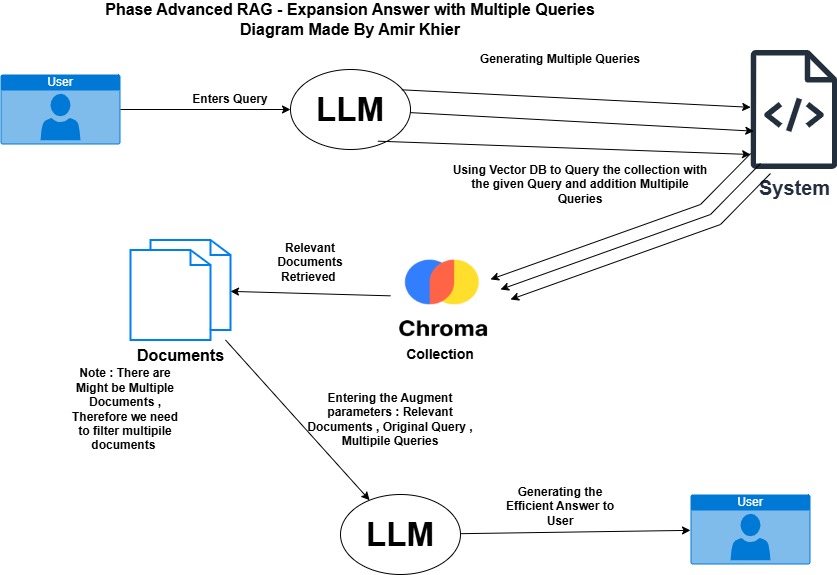 Phase Advanced RAG - Expansion Answer with Multiple Queries
Diagram Made By Amir Khier
Generating Multiple Queries
User
Enters Query
LLM
</>
System
Using Vector DB to Query the collection with
the given Query and addition Multipile
Queries
Relevant
Documents
Retrieved
Chroma
Collection
Documents
Note : There are
Might be Multiple
Documents ,
Therefore we need
to filter multipile
documents
Entering the Augment
parameters : Relevant
Documents , Original Query ,
Multipile Queries
LLM
Generating the
Efficient Answer to
User
User